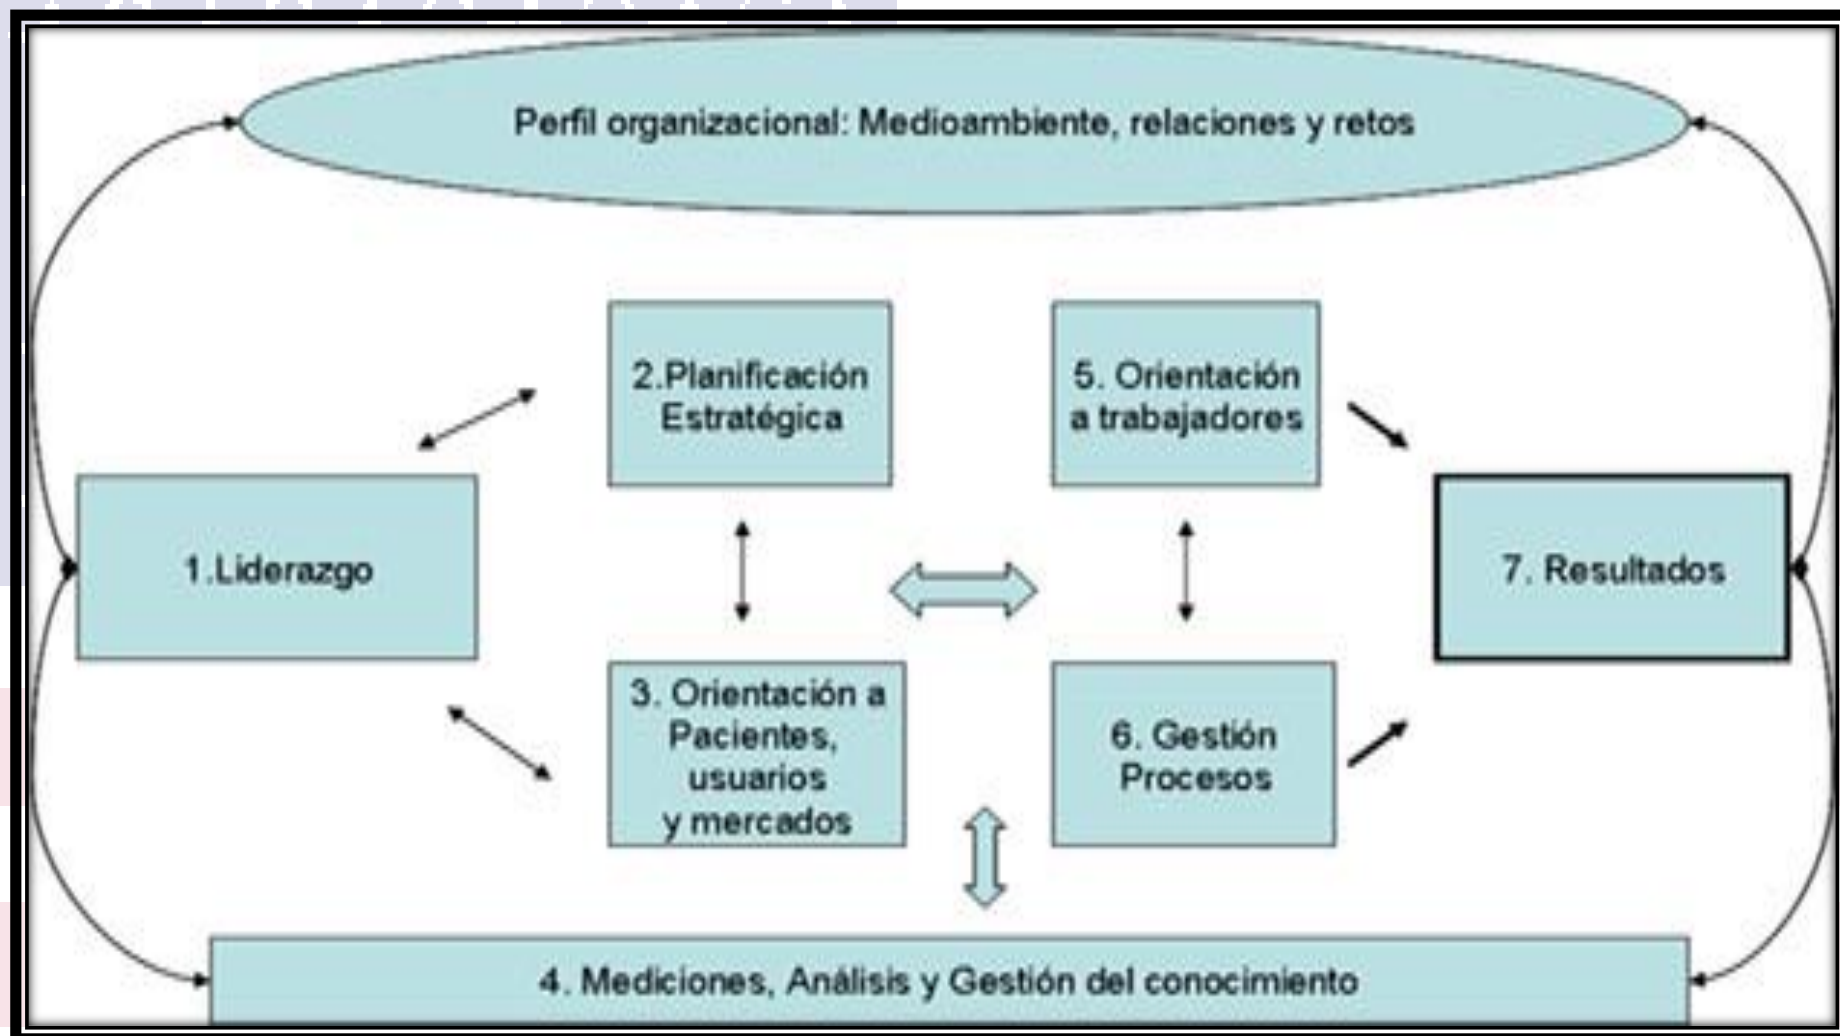 Perfil organizacional: Medioambiente, relaciones y retos
2.Planificación
Estratégica
5. Orientación
a trabajadores
1.Liderazgo
7. Resultados
3. Orientación a
Pacientes,
usuarios
y mercados
6. Gestión
Procesos
4. Mediciones, Análisis y Gestión del conocimiento